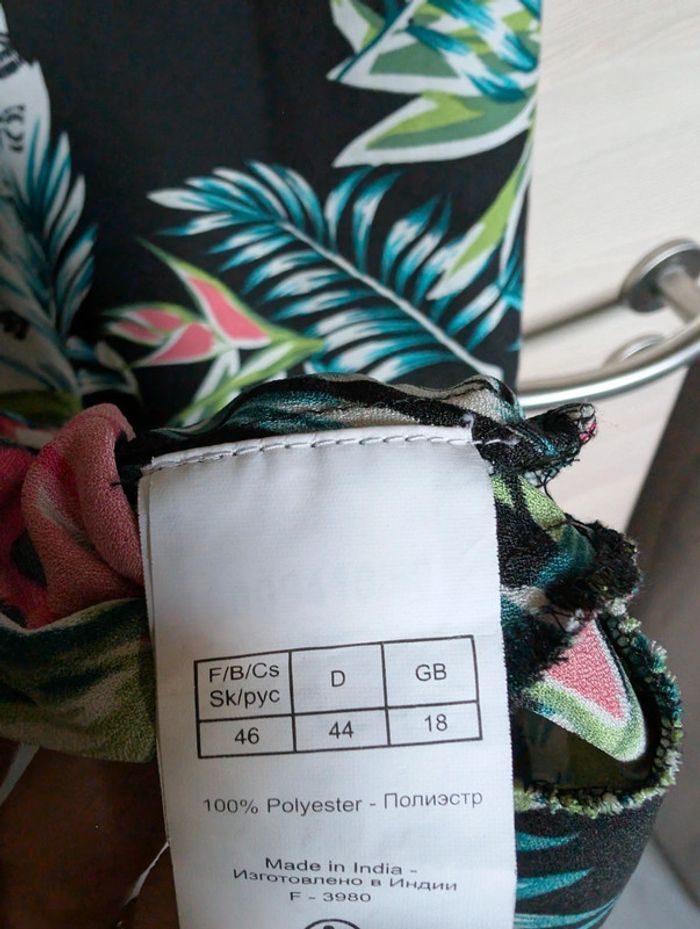 F/B/Cs
Sk/рус
D
GB
46
44
18
100% Polyester - Полиэстр
Made in India -
Изготовлено в Индии
F - 3980